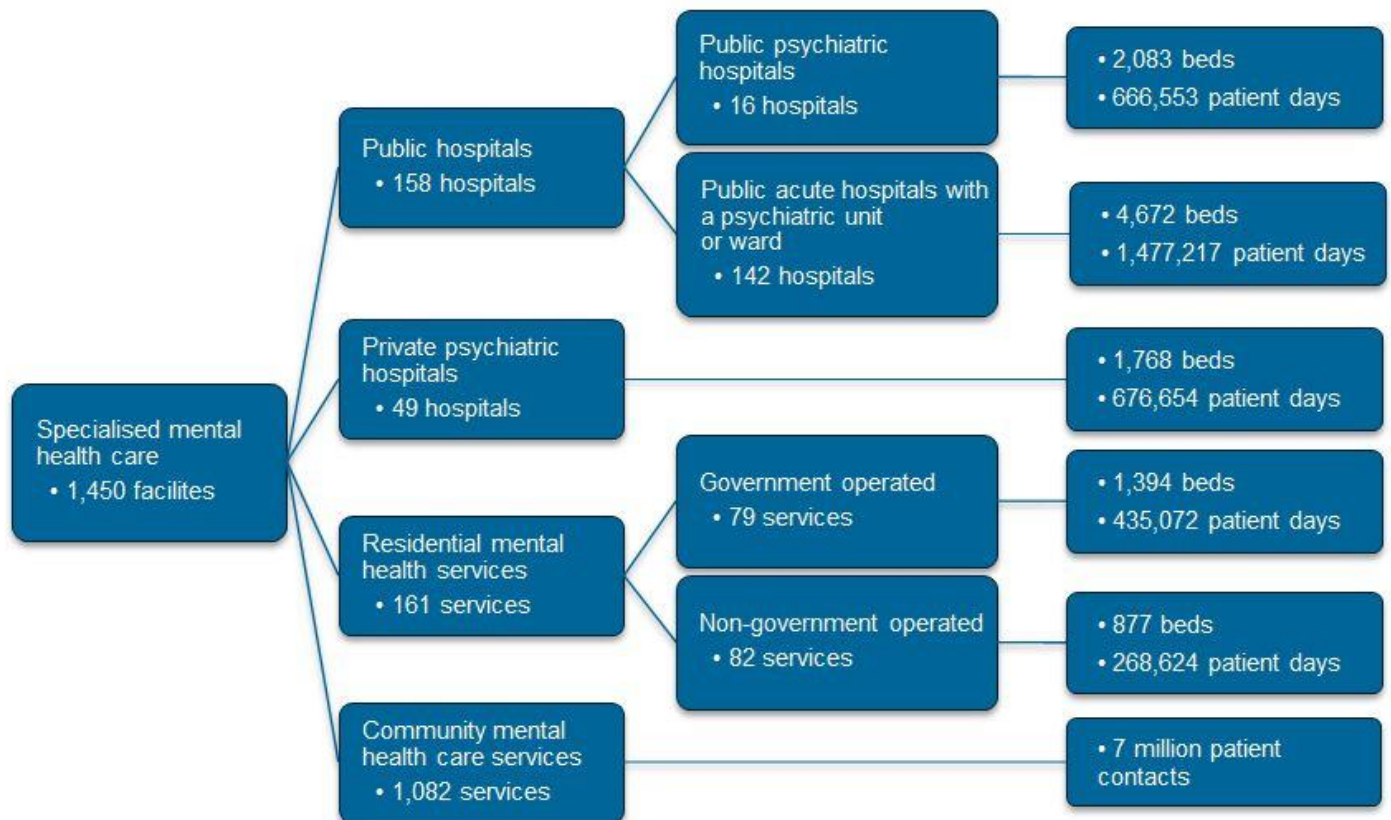 Specialised mental
health care
• 1,450 facilites
Public hospitals
• 158 hospitals
Public psychiatric
hospitals
• 16 hospitals
• 2,083 beds
• 666,553 patient days
Public acute hospitals with
a psychiatric unit
or ward
• 142 hospitals
• 4,672 beds
• 1,477,217 patient days
Private psychiatric
hospitals
• 49 hospitals
• 1,768 beds
• 676,654 patient days
Residential mental
health services
• 161 services
Government operated
• 79 services
• 1,394 beds
• 435,072 patient days
Non-government operated
• 82 services
• 877 beds
• 268,624 patient days
Community mental
health care services
• 1,082 services
• 7 million patient
contacts